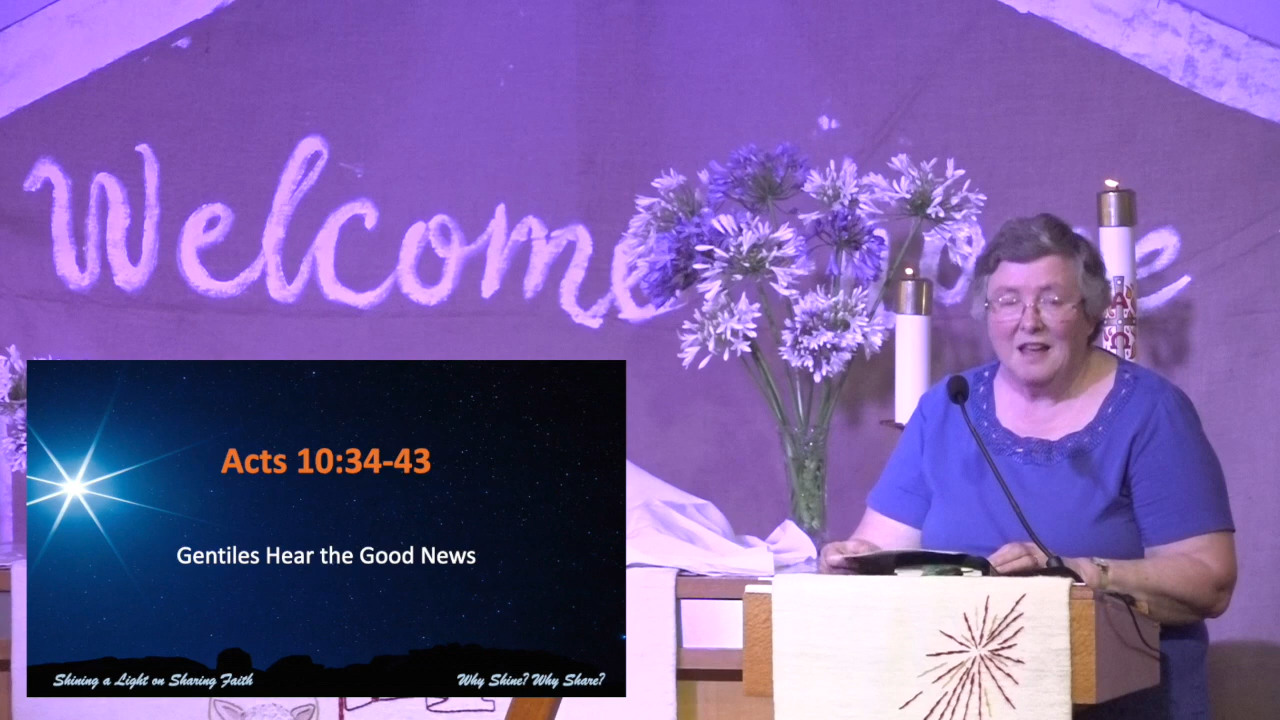 Welcome
Α
Ω
Acts 10:34-43
Gentiles Hear the Good News
Shining a Light on Sharing Faith
Why Shine? Why Share?